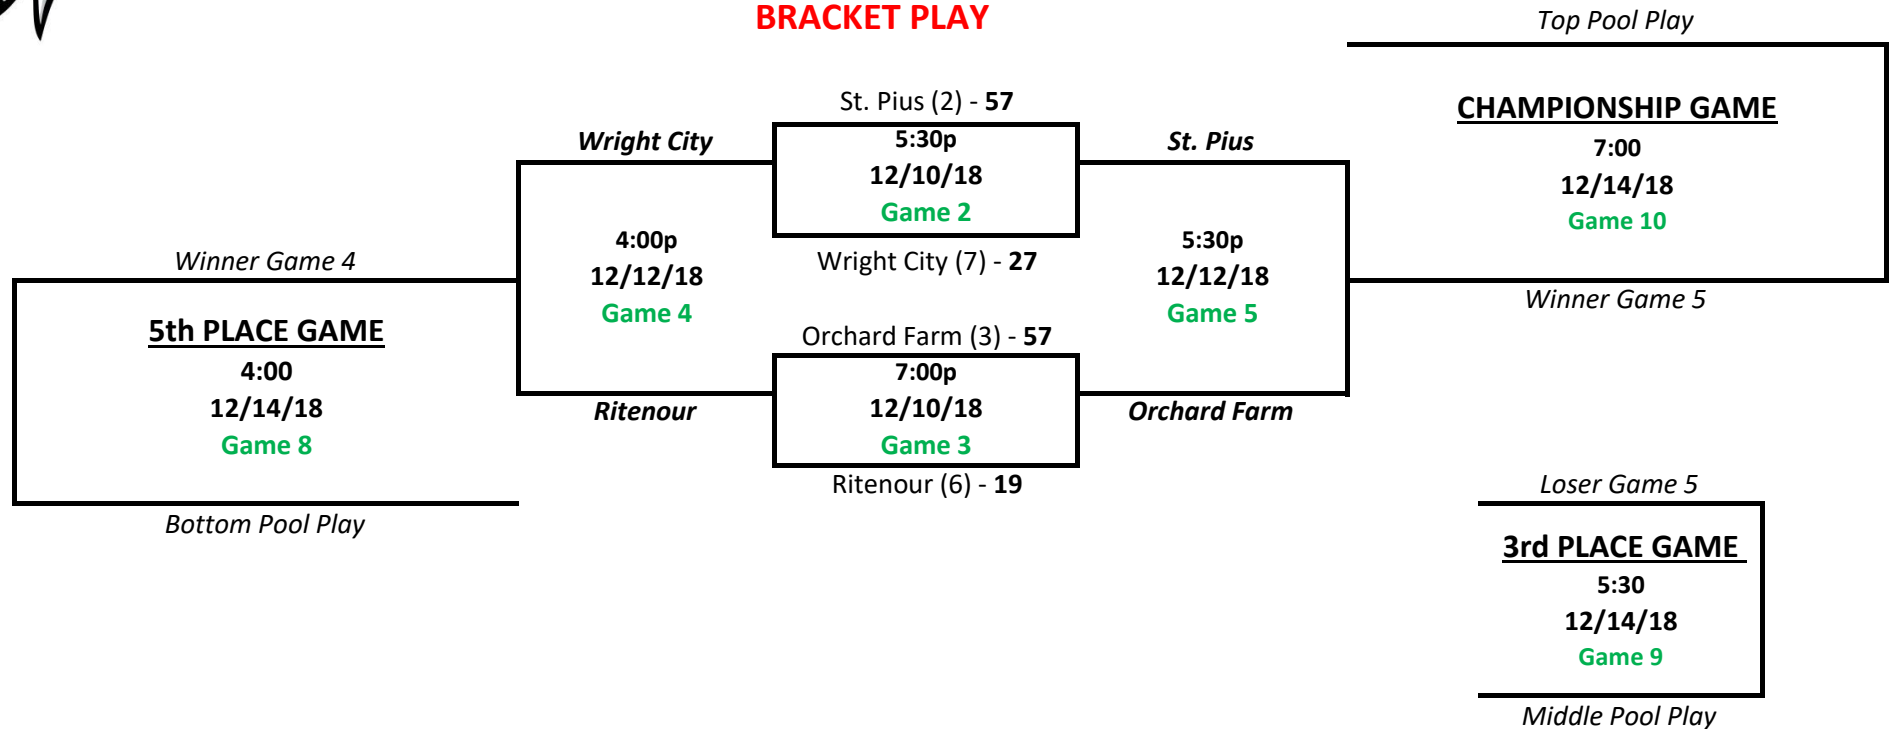 BRACKET PLAY
Top Pool Play
St. Pius (2) - 57
CHAMPIONSHIP GAME
Wright City
5:30p
St. Pius
7:00
12/10/18
12/14/18
Game 2
Game 10
4:00p
5:30p
Winner Game 4
Wright City (7) - 27
12/12/18
12/12/18
Winner Game 5
Game 4
Game 5
5th PLACE GAME
Orchard Farm (3) - 57
4:00
7:00p
12/14/18
Ritenour
12/10/18
Orchard Farm
Game 8
Game 3
Ritenour (6) - 19
Loser Game 5
Bottom Pool Play
3rd PLACE GAME
5:30
12/14/18
Game 9
Middle Pool Play